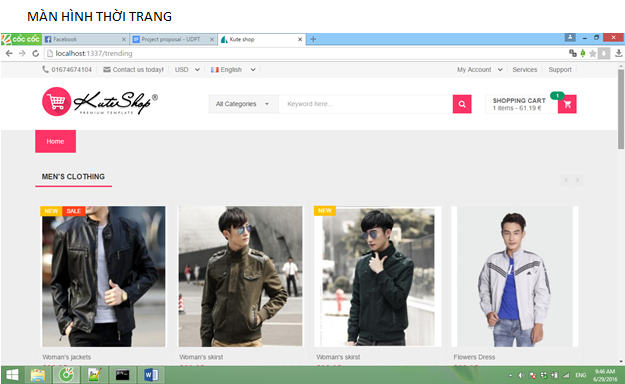 MÀN HÌNH THỜI TRANG
CỐC CỐC
Facebook
Project proposal - UDPT
Kute shop
localhost:1337/trending
01674674104
Contact us today!
USD
English
My Account
Services
Support
KuteShop®
PREMIUM TEMPLATE
All Categories
Keyword here...
SHOPPING CART
1 items - 61.19 €
1
Home
MEN'S CLOTHING
NEW
SALE
NEW
Woman's jackets
Woman's skirst
Woman's skirst
Flowers Dress
ENG
9:46 AM
6/29/2016